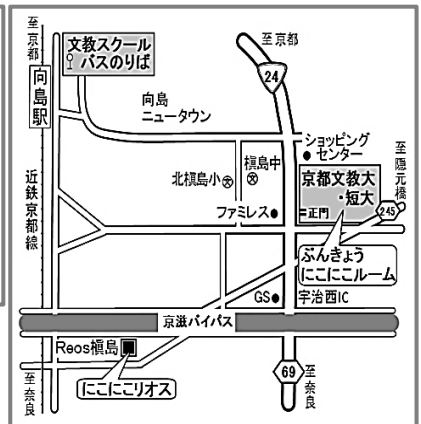 至京都
文教スクール
バスのりば
至京都
24
向島駅
向島
ニュータウン
ショッピング
センター
至隠元橋
槇島中
北槇島小
京都文教大
・短大
近鉄京都線
ファミレス
正門
245
ぶんきょう
にこにこルーム
GS
宇治西IC
京滋バイパス
Reos槇島
にこにこリオス
69
至奈良
至奈良